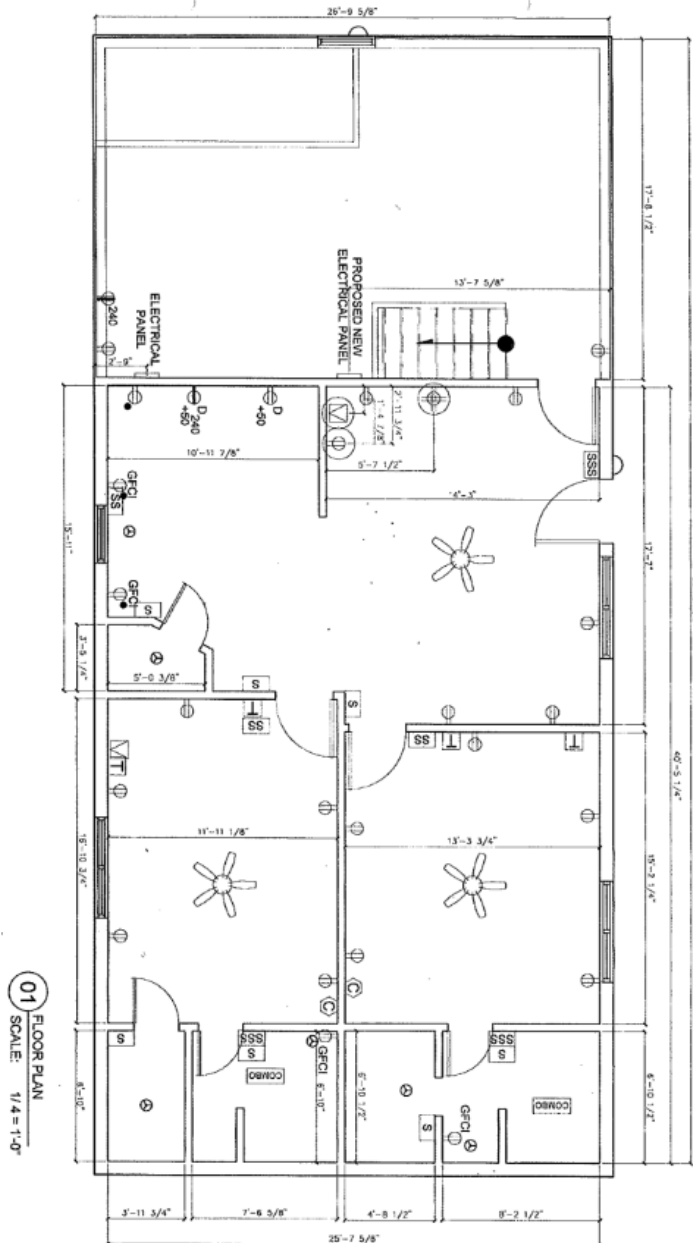 26'-9 5/8"
17'-8 1/2"
13'-7 5/8"
PROPOSED NEW
ELECTRICAL PANEL
ELECTRICAL
PANEL
240
2'-9"
D
240
+50
D
+50
2'-11 3/4"
1'-4 7/8"
5'-7 1/2"
10'-11 7/8"
14'-3"
SSS
GFCI
SS
GFCI
S
15'-11"
17'-7"
3'-5 1/4"
5'-0 3/8"
S
S
SS
SS
T
40'-5 1/4"
11'-11 1/8"
13'-3 3/4"
16'-10 3/4"
15'-2 1/4"
C
C
S
SSS
S
GFCI
COMBO
SSS
S
COMBO
GFCI
S
6'-10"
6'-10"
6'-10 1/2"
6'-10 1/2"
3'-11 3/4"
7'-6 5/8"
4'-8 1/2"
8'-2 1/2"
25'-7 5/8"
01
FLOOR PLAN
SCALE: 1/4 = 1'-0"